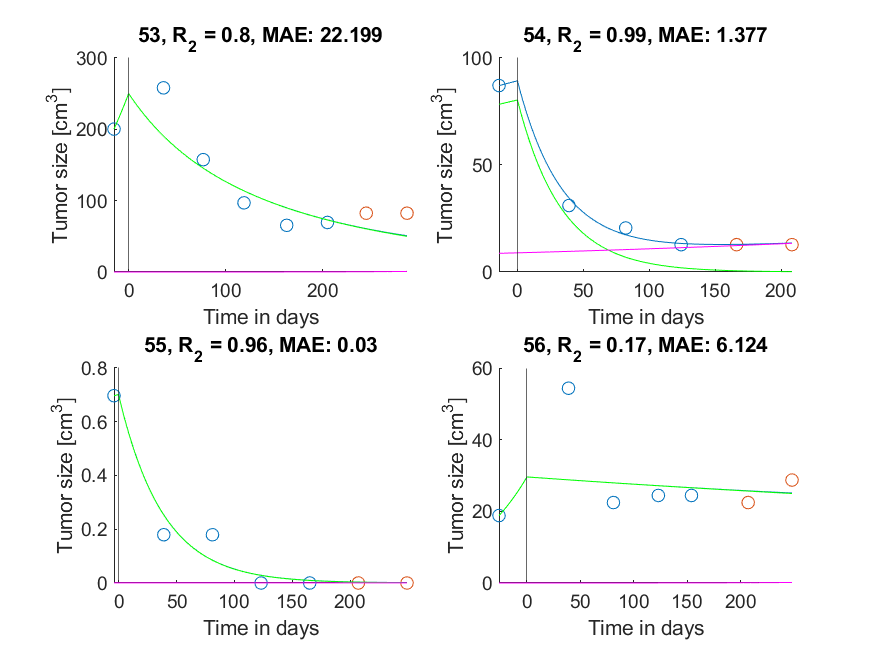 53, R₂ = 0.8, MAE: 22.199
300
200
100
0
0
100
200
Tumor size [cm³]
Time in days
54, R₂ = 0.99, MAE: 1.377
100
50
0
0
50
100
150
200
Tumor size [cm³]
Time in days
55, R₂ = 0.96, MAE: 0.03
0.8
0.6
0.4
0.2
0
0
50
100
150
200
Tumor size [cm³]
Time in days
56, R₂ = 0.17, MAE: 6.124
60
40
20
0
0
50
100
150
200
Tumor size [cm³]
Time in days